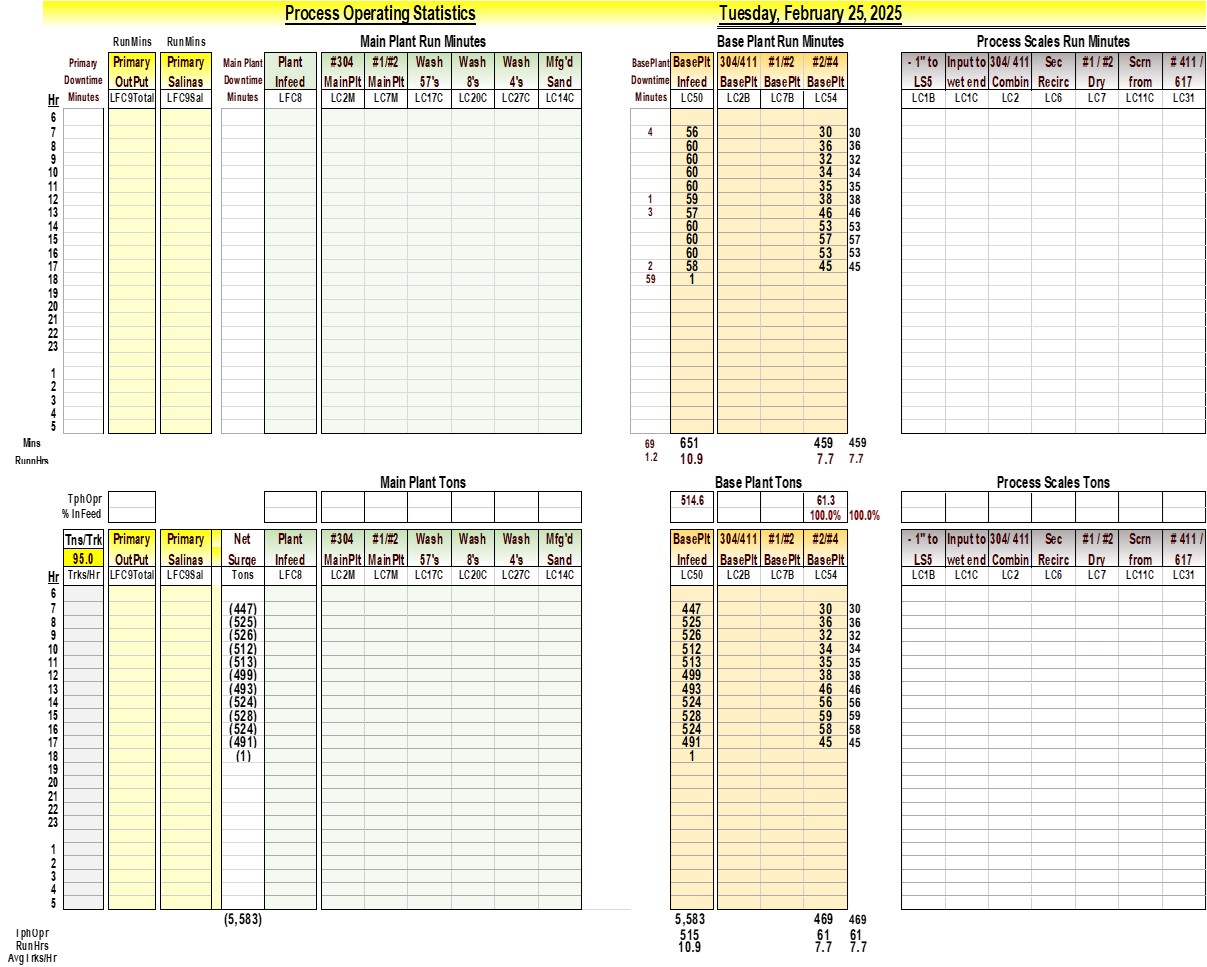 Process Operating Statistics Tuesday, February 25, 2025
RunMins RunMins Main Plant Run Minutes Base Plant Run Minutes Process Scales Run Minutes
Primary Primary Primary Main Plant Plant #304 #1/#2 Wash Wash Wash Mfg'd BasePlant BasePlt 304/411 #1/#2 #2/#4 - 1" to Input to 304/ 411 Sec #1 / #2 Scrn # 411 /
Downtime OutPut Salinas Downtime Infeed MainPlt MainPlt 57's 8's 4's Sand Downtime Infeed BasePlt BasePlt BasePlt LS5 wet end Combin Recirc Dry from 617
Hr Minutes LFC9Total LFC9Sal Minutes LFC8 LC2M LC7M LC17C LC20C LC27C LC14C Minutes LC50 LC2B LC7B LC54 LC1B LC1C LC2 LC6 LC7 LC11C LC31
6
7 4 56 30 30
8 60 36 36
9 60 32 32
10 60 34 34
11 60 35 35
12 1 59 38 38
13 3 57 46 46
14 60 53 53
15 60 57 57
16 60 53 53
17 2 58 45 45
18 59 1
19
20
21
22
23
1
2
3
4
5
Mins 69 651 459 459
RunnHrs 1.2 10.9 7.7 7.7
Main Plant Tons Base Plant Tons Process Scales Tons
TphOpr 514.6 61.3
% InFeed 100.0% 100.0%
Tns/Trk Primary Primary Net Plant #304 #1/#2 Wash Wash Wash Mfg'd BasePlt 304/411 #1/#2 #2/#4 - 1" to Input to 304/ 411 Sec #1 / #2 Scrn # 411 /
95.0 OutPut Salinas Surge Infeed MainPlt MainPlt 57's 8's 4's Sand Infeed BasePlt BasePlt BasePlt LS5 wet end Combin Recirc Dry from 617
Hr Trks/Hr LFC9Total LFC9Sal Tons LFC8 LC2M LC7M LC17C LC20C LC27C LC14C LC50 LC2B LC7B LC54 LC1B LC1C LC2 LC6 LC7 LC11C LC31
6
7 (447) 447 30 30
8 (525) 525 36 36
9 (526) 526 32 32
10 (512) 512 34 34
11 (513) 513 35 35
12 (499) 499 38 38
13 (493) 493 46 46
14 (524) 524 56 56
15 (528) 528 59 59
16 (524) 524 58 58
17 (491) 491 45 45
18 (1) 1
19
20
21
22
23
1
2
3
4
5
(5,583) 5,583 469 469
TphOpr 515 61 61
RunHrs 10.9 7.7 7.7
AvgTrks/Hr